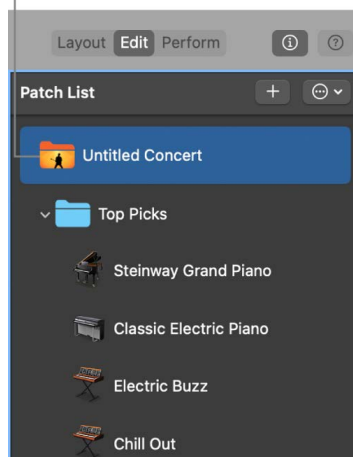 Layout Edit Perform
Patch List
Untitled Concert
Top Picks
Steinway Grand Piano
Classic Electric Piano
Electric Buzz
Chill Out